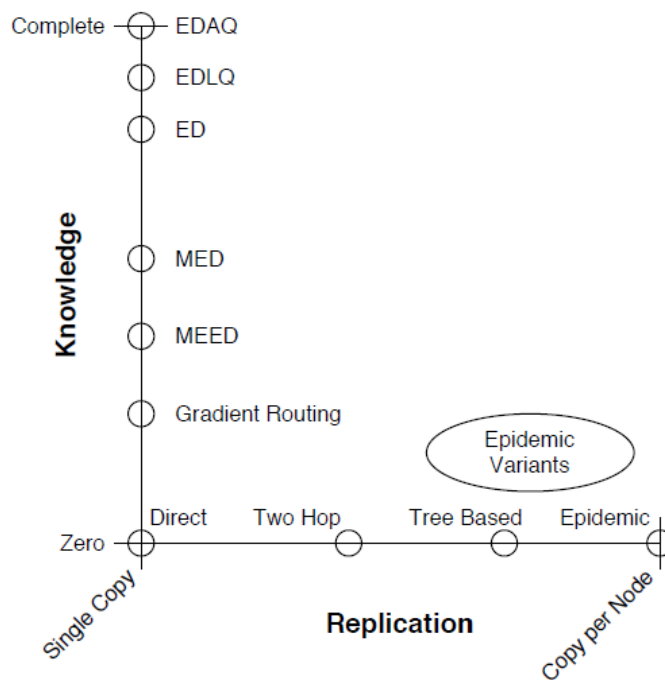 Complete
EDAQ
EDLQ
ED
MED
MEED
Gradient Routing
Knowledge
Epidemic
Variants
Direct
Two Hop
Tree Based
Epidemic
Zero
Single Copy
Copy per Node
Replication